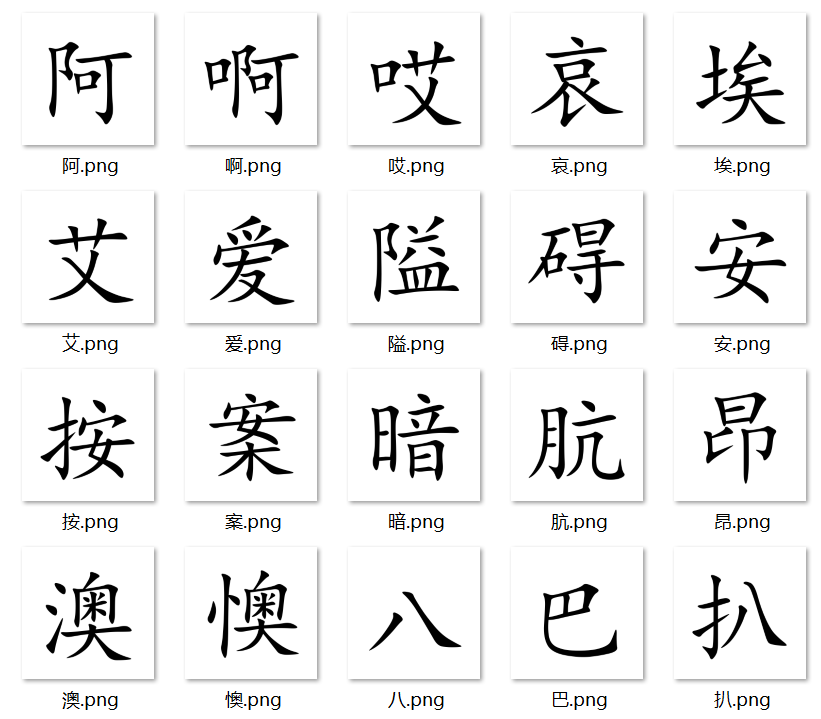 阿 啊 哎 哀 埃
阿.png 啊.png 哎.png 哀.png 埃.png
艾 爱 隘 碍 安
艾.png 爱.png 隘.png 碍.png 安.png
按 案 暗 肮 昂
按.png 案.png 暗.png 肮.png 昂.png
澳 懊 八 巴 扒
澳.png 懊.png 八.png 巴.png 扒.png